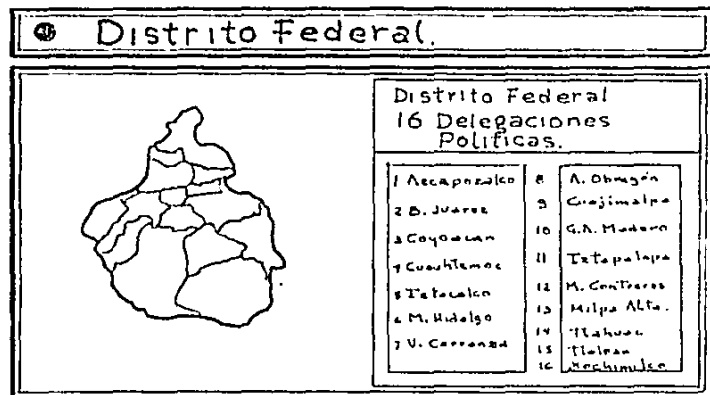 Distrito Federal.
Distrito Federal
16 Delegaciones
Politicas.
1 Azcapozalco
2 B. Juarez
3 Coyoacan
4 Cuauhtemoc
5 Iztacalco
6 M. Hidalgo
7 V. Carranza
8 A. Obregón
9 Cuajimalpa
10 G.A. Madero
11 Iztapalapa
12 M. Contreras
13 Milpa Alta.
14 Tlahuac
15 Tlalpan
16 Xochimilco